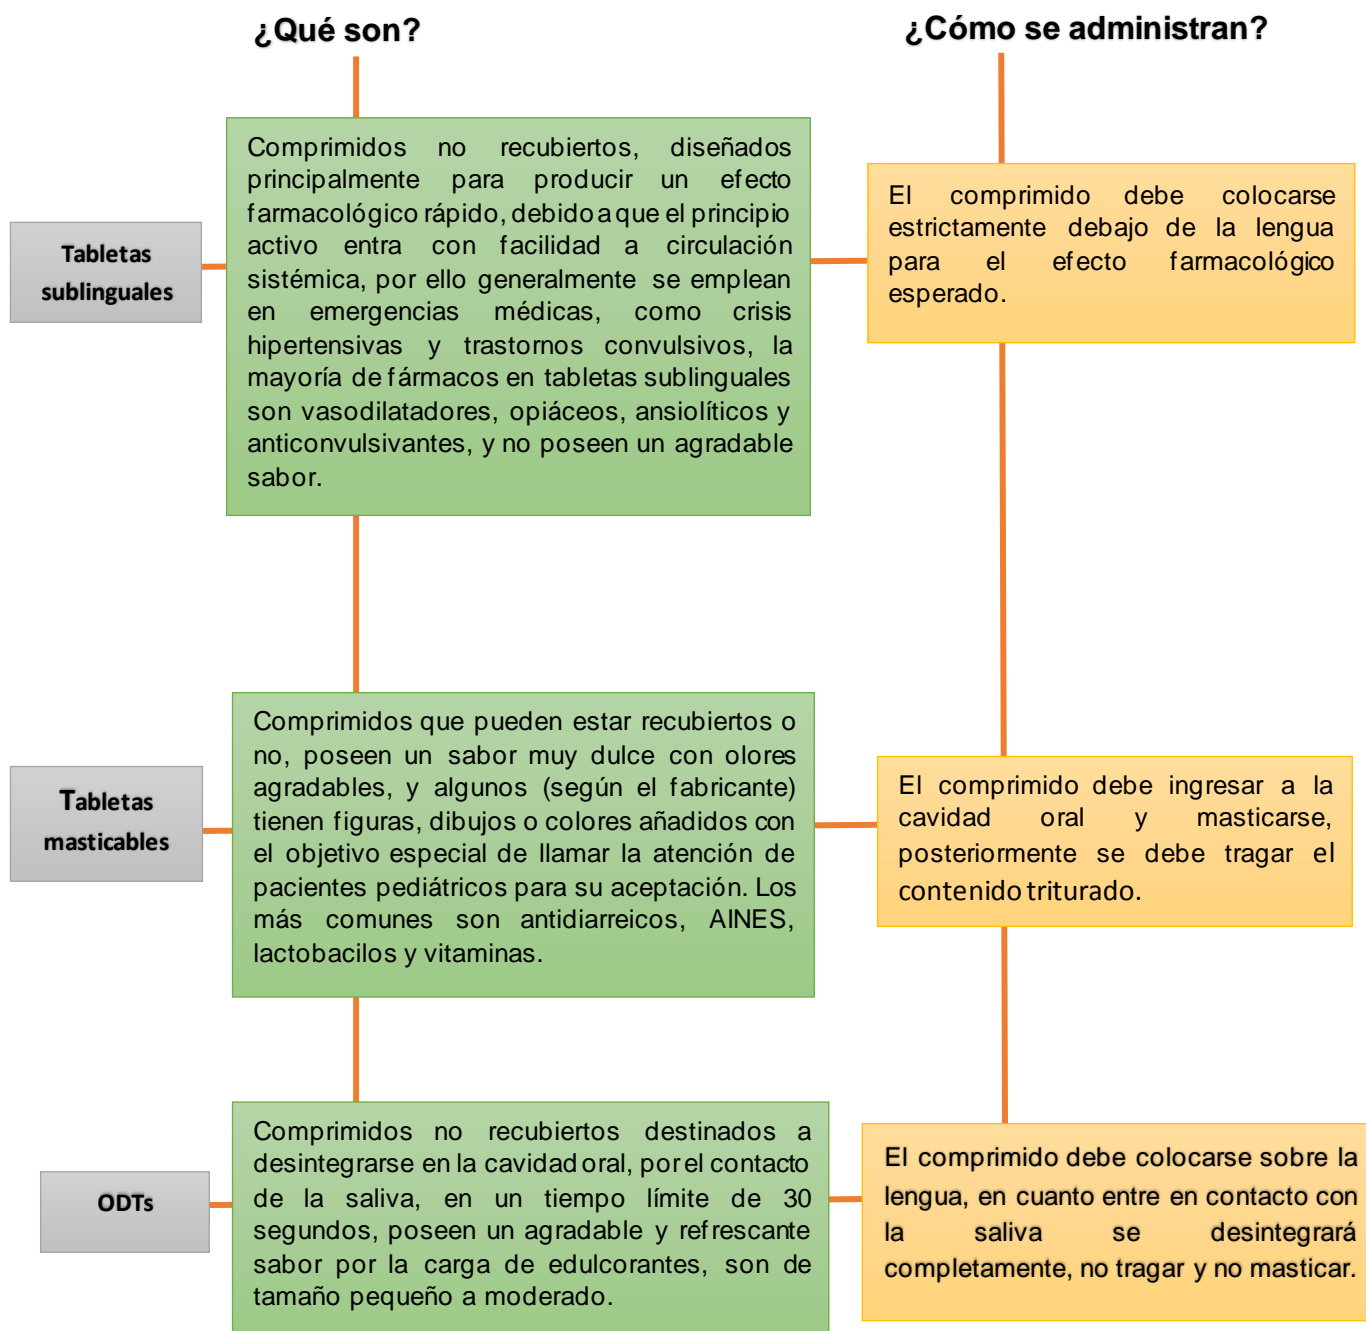 ¿Qué son?
¿Cómo se administran?
Tabletas
sublinguales
Comprimidos no recubiertos, diseñados
principalmente para producir un efecto
farmacológico rápido, debido a que el principio
activo entra con facilidad a circulación
sistémica, por ello generalmente se emplean
en emergencias médicas, como crisis
hipertensivas y trastornos convulsivos, la
mayoría de fármacos en tabletas sublinguales
son vasodilatadores, opiáceos, ansiolíticos y
anticonvulsivantes, y no poseen un agradable
sabor.
El comprimido debe colocarse
estrictamente debajo de la lengua
para el efecto farmacológico
esperado.
Tabletas
masticables
Comprimidos que pueden estar recubiertos o
no, poseen un sabor muy dulce con olores
agradables, y algunos (según el fabricante)
tienen figuras, dibujos o colores añadidos con
el objetivo especial de llamar la atención de
pacientes pediátricos para su aceptación. Los
más comunes son antidiarreicos, AINES,
lactobacilos y vitaminas.
El comprimido debe ingresar a la
cavidad oral y masticarse,
posteriormente se debe tragar el
contenido triturado.
ODTs
Comprimidos no recubiertos destinados a
desintegrarse en la cavidad oral, por el contacto
de la saliva, en un tiempo límite de 30
segundos, poseen un agradable y refrescante
sabor por la carga de edulcorantes, son de
tamaño pequeño a moderado.
El comprimido debe colocarse sobre la
lengua, en cuanto entre en contacto con
la saliva se desintegrará
completamente, no tragar y no masticar.